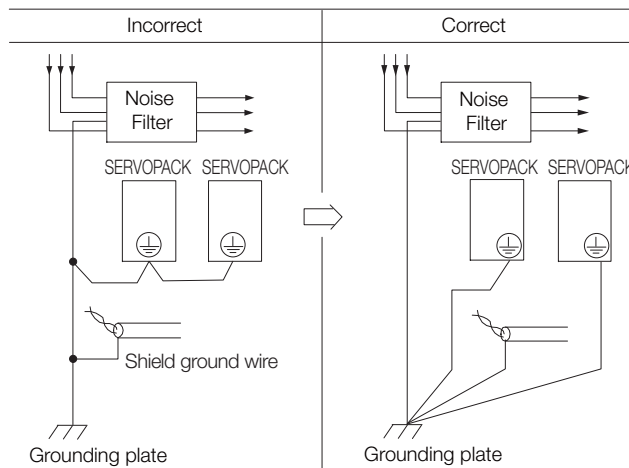 Incorrect
Correct
Noise
Filter
SERVOPACK SERVOPACK
Shield ground wire
Grounding plate
Noise
Filter
SERVOPACK SERVOPACK
Grounding plate